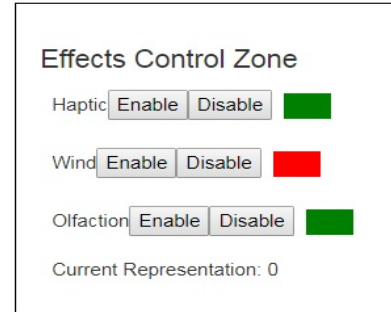 Effects Control Zone
Haptic Enable Disable
Wind Enable Disable
Olfaction Enable Disable
Current Representation: 0